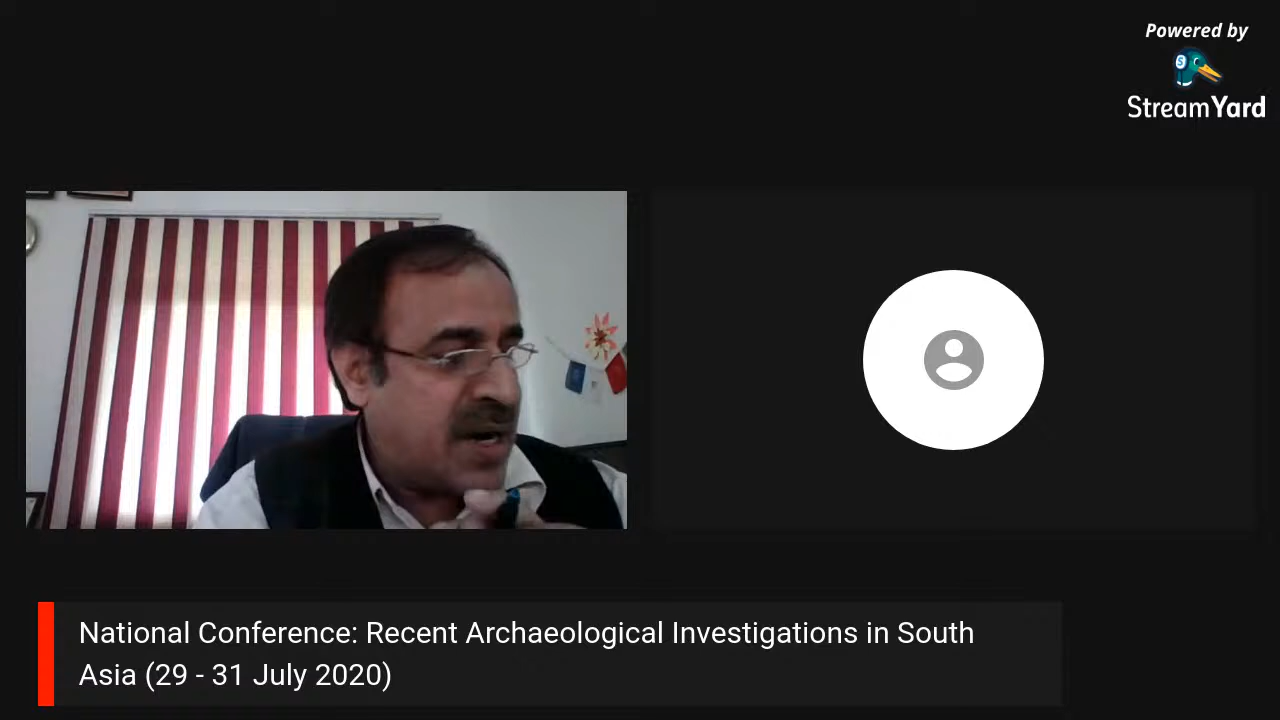 Powered by
StreamYard
National Conference: Recent Archaeological Investigations in South
Asia (29 - 31 July 2020)